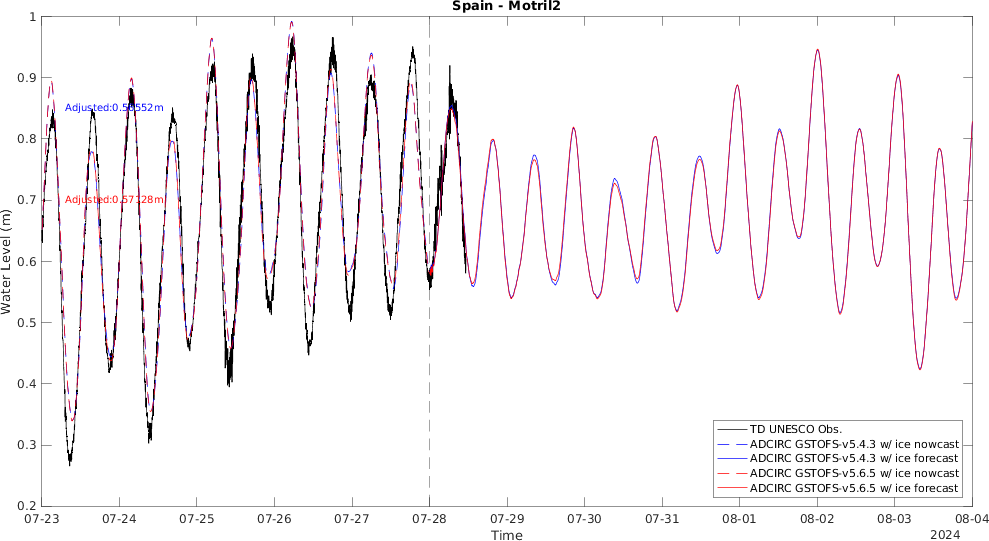 Spain - Motril2
1
0.9
0.8
0.7
0.6
0.5
0.4
0.3
0.2
Water Level (m)
Adjusted:0.57128m
TD UNESCO Obs.
ADCIRC GSTOFS-v5.4.3 w/ ice nowcast
ADCIRC GSTOFS-v5.4.3 w/ ice forecast
ADCIRC GSTOFS-v5.6.5 w/ ice nowcast
ADCIRC GSTOFS-v5.6.5 w/ ice forecast
07-23 07-24 07-25 07-26 07-27 07-28 07-29 07-30 07-31 08-01 08-02 08-03 08-04
Time
2024